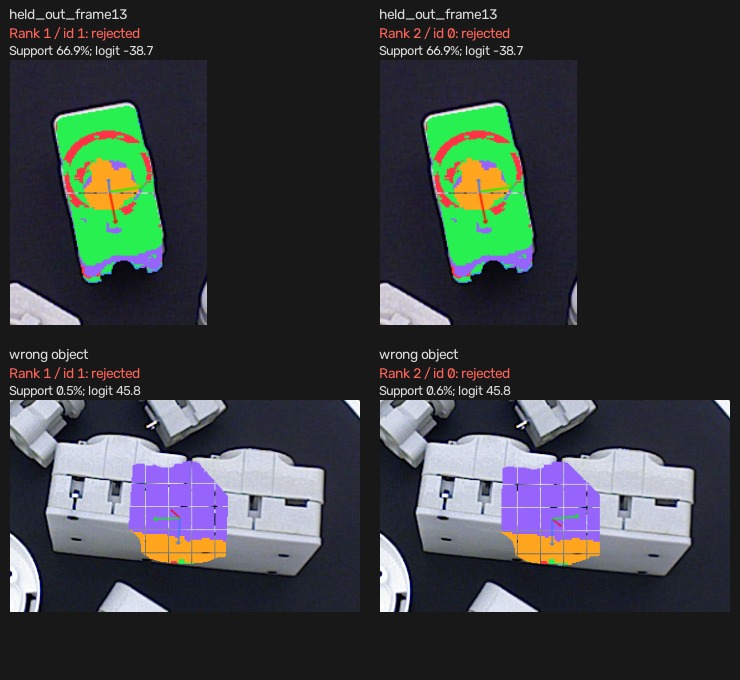 held_out_frame13
Rank 1 / id 1: rejected
Support 66.9%; logit -38.7
held_out_frame13
Rank 2 / id 0: rejected
Support 66.9%; logit -38.7
wrong object
Rank 1 / id 1: rejected
Support 0.5%; logit 45.8
wrong object
Rank 2 / id 0: rejected
Support 0.6%; logit 45.8